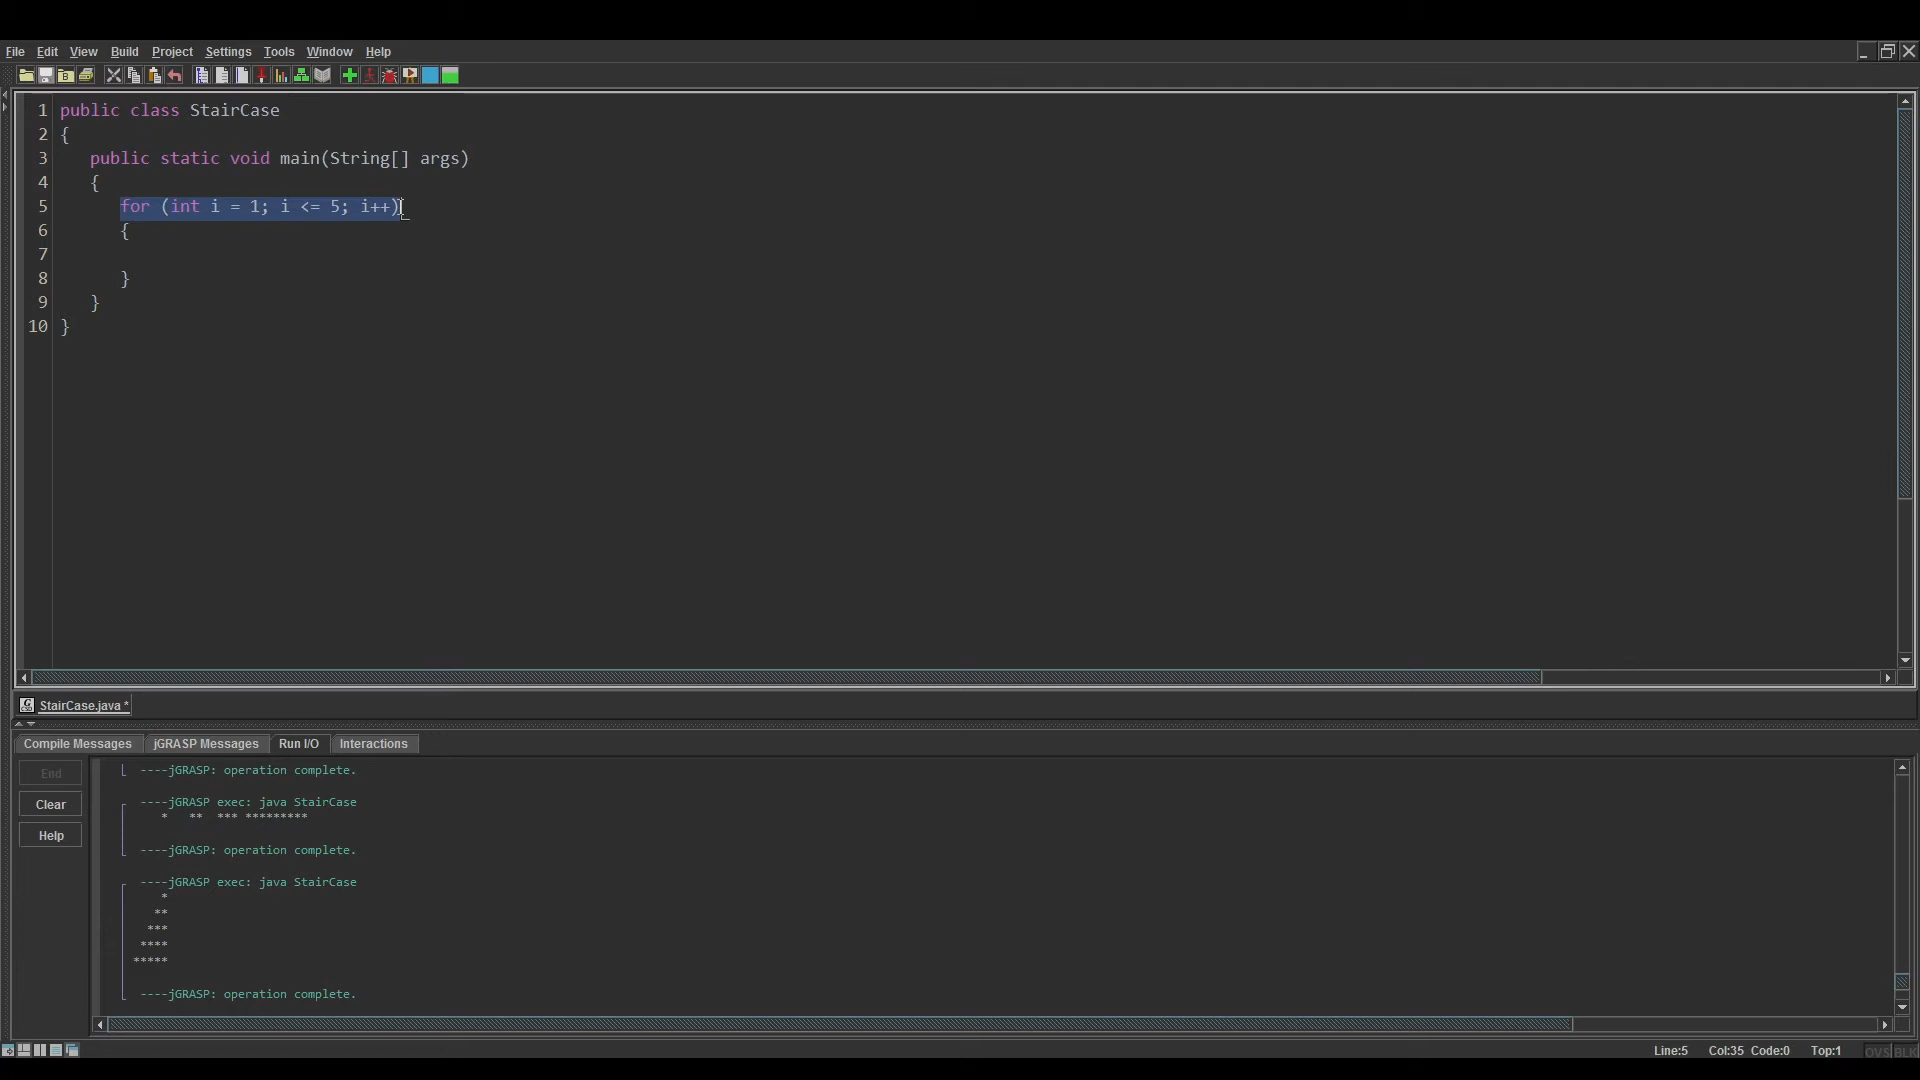 File Edit View Build Project Settings Tools Window Help
1 public class StairCase
2 {
3 public static void main(String[] args)
4 {
5 for (int i = 1; i <= 5; i++)
6 {
7
8 }
9 }
10 }
StairCase.java *
Compile Messages jGRASP Messages Run I/O Interactions
End
Clear
Help
----jGRASP: operation complete.
----jGRASP exec: java StairCase
* ** *** *********
----jGRASP: operation complete.
----jGRASP exec: java StairCase
*
**
***
****
*****
----jGRASP: operation complete.
Line:5 Col:35 Code:0 Top:1 OVS BLK